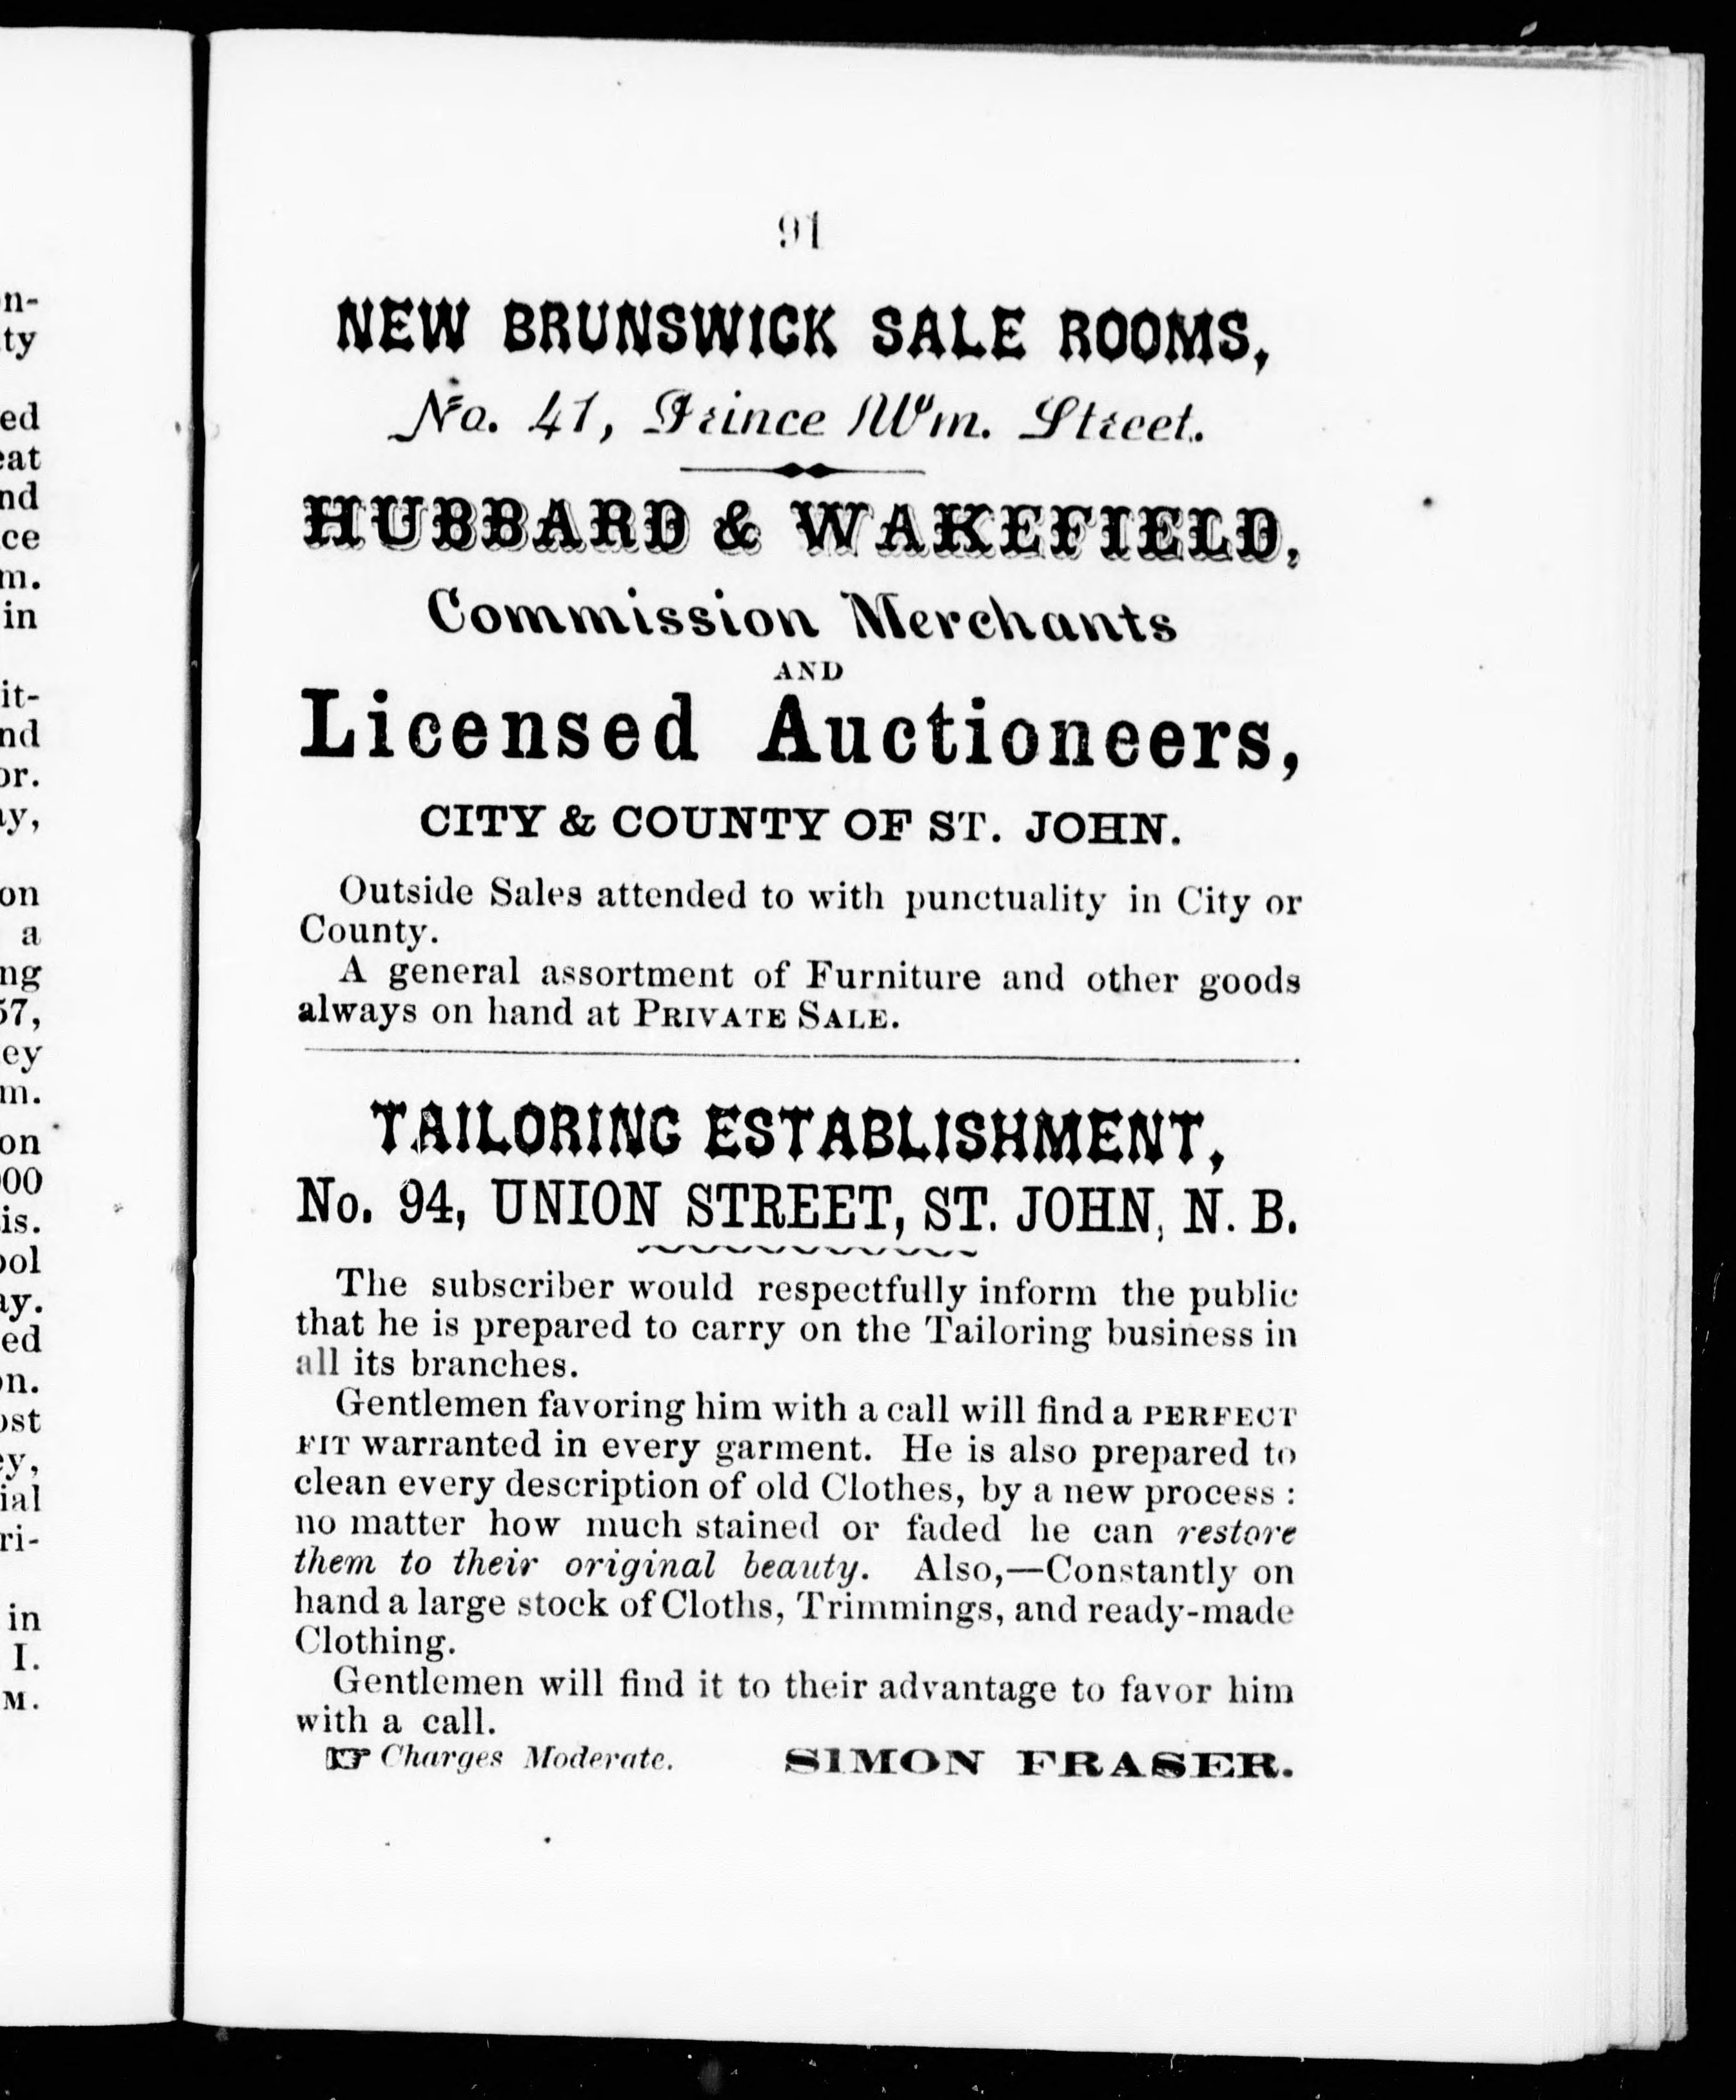 91
NEW BRUNSWICK SALE ROOMS,
No. 41, Prince Wm. Street.
HUBBARD & WAKEFIELD,
Commission Merchants
AND
Licensed Auctioneers,
CITY & COUNTY OF ST. JOHN.
Outside Sales attended to with punctuality in City or
County.
A general assortment of Furniture and other goods
always on hand at PRIVATE SALE.
TAILORING ESTABLISHMENT,
No. 94, UNION STREET, ST. JOHN, N. B.
The subscriber would respectfully inform the public
that he is prepared to carry on the Tailoring business in
all its branches.
Gentlemen favoring him with a call will find a PERFECT
FIT warranted in every garment. He is also prepared to
clean every description of old Clothes, by a new process :
no matter how much stained or faded he can restore
them to their original beauty. Also,—Constantly on
hand a large stock of Cloths, Trimmings, and ready-made
Clothing.
Gentlemen will find it to their advantage to favor him
with a call.
☞ Charges Moderate. SIMON FRASER.